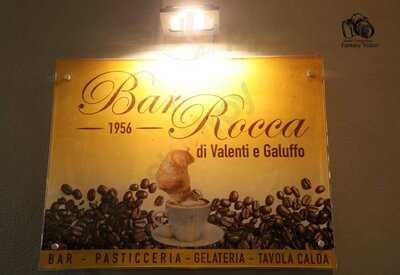 Bar
Rocca
1956
di Valenti e Galuffo
BAR - PASTICCERIA - GELATERIA - TAVOLA CALDA